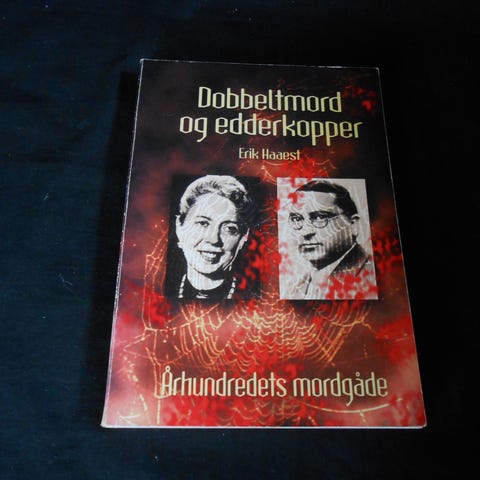 Dobbeltmord
og edderkopper
Erik Haaest
Århundredets mordgåde